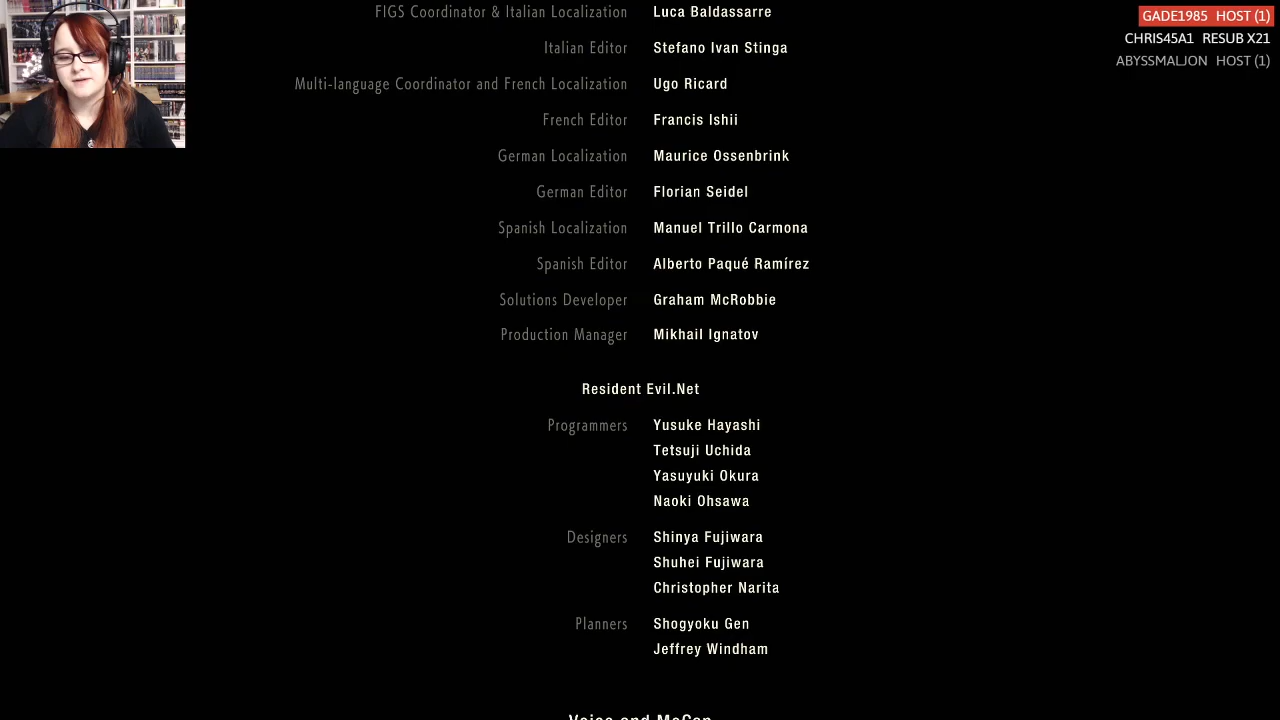 GADE1985 HOST (1)
CHRIS45A1 RESUB X21
ABYSSMALJON HOST (1)
FIGS Coordinator & Italian Localization Luca Baldassarre
Italian Editor Stefano Ivan Stinga
Multi-language Coordinator and French Localization Ugo Ricard
French Editor Francis Ishii
German Localization Maurice Ossenbrink
German Editor Florian Seidel
Spanish Localization Manuel Trillo Carmona
Spanish Editor Alberto Paqué Ramírez
Solutions Developer Graham McRobbie
Production Manager Mikhail Ignatov
Resident Evil.Net
Programmers Yusuke Hayashi
Tetsuji Uchida
Yasuyuki Okura
Naoki Ohsawa
Designers Shinya Fujiwara
Shuhei Fujiwara
Christopher Narita
Planners Shogyoku Gen
Jeffrey Windham
Voice and MoCap